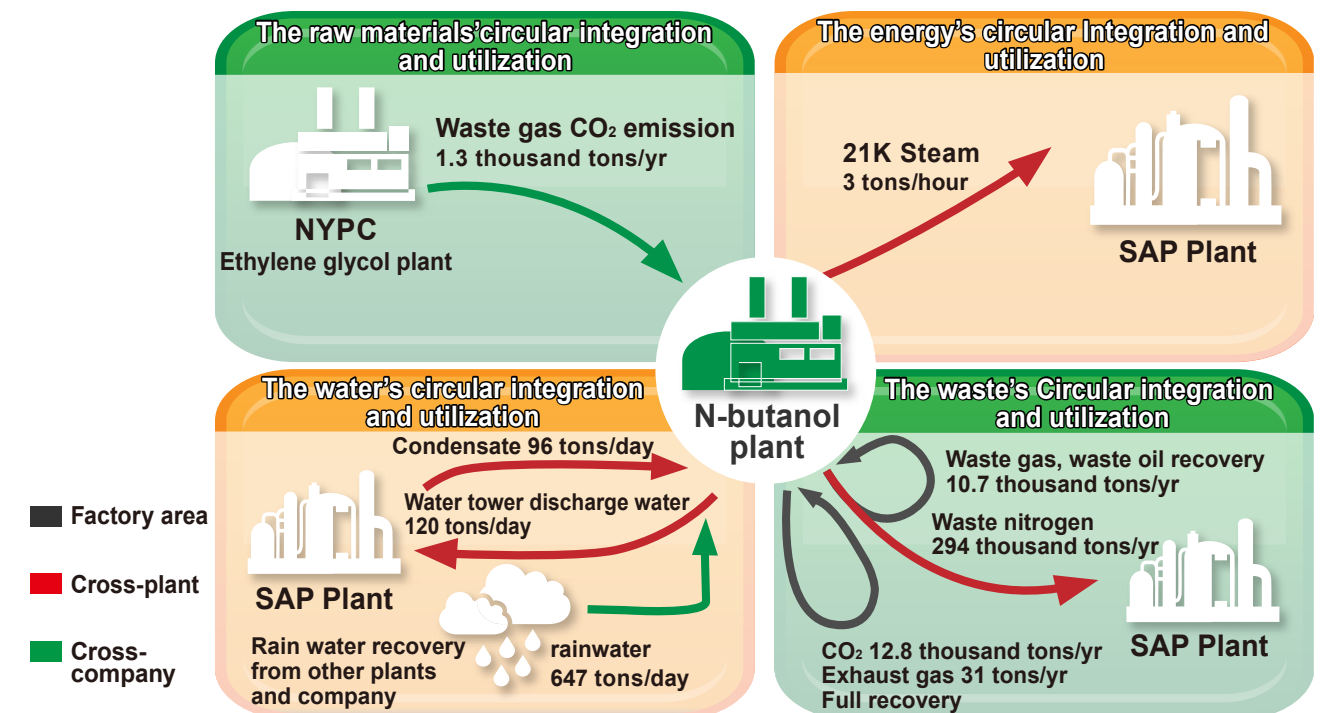 The raw materials'circular integration
and utilization
Waste gas CO₂ emission
1.3 thousand tons/yr
NYPC
Ethylene glycol plant
The energy's circular Integration and
utilization
21K Steam
3 tons/hour
SAP Plant
N-butanol
plant
The water's circular integration
and utilization
Condensate 96 tons/day
Water tower discharge water
120 tons/day
SAP Plant
Rain water recovery
from other plants
and company
rainwater
647 tons/day
The waste's Circular integration
and utilization
Waste gas, waste oil recovery
10.7 thousand tons/yr
Waste nitrogen
294 thousand tons/yr
SAP Plant
CO₂ 12.8 thousand tons/yr
Exhaust gas 31 tons/yr
Full recovery
Factory area
Cross-plant
Cross-
company